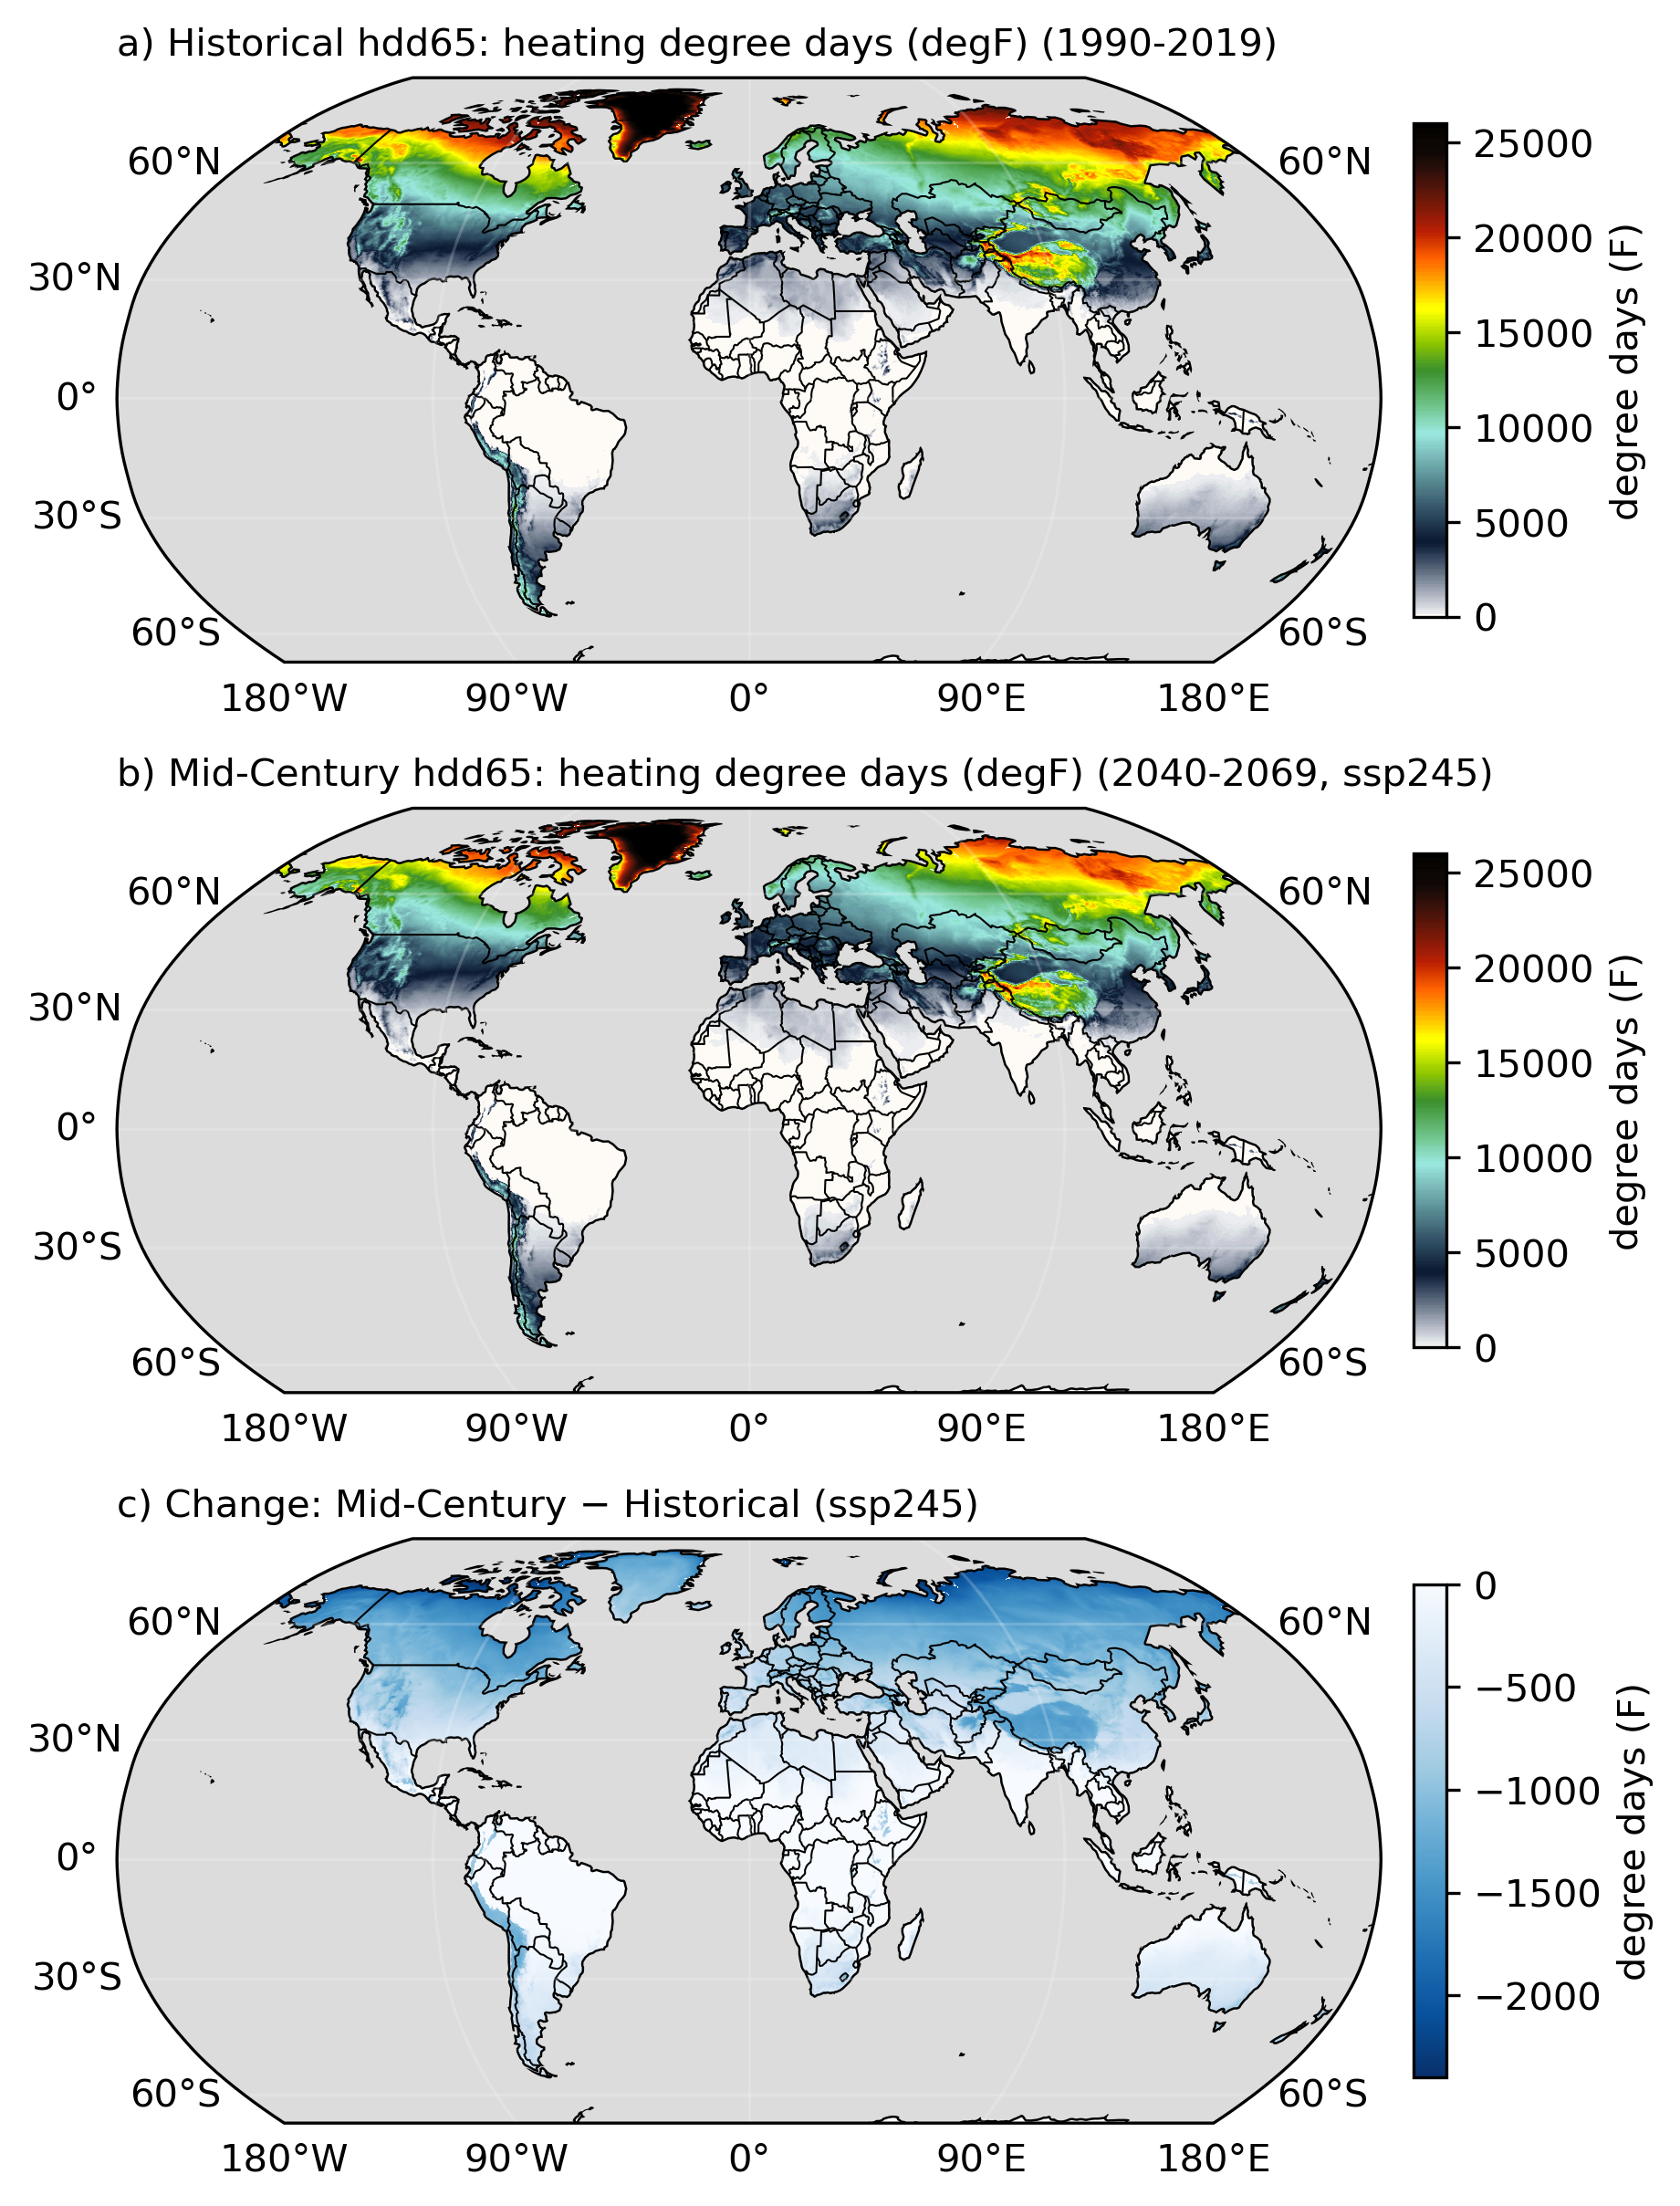 a) Historical hdd65: heating degree days (degF) (1990-2019)
60°N
60°N
30°N
0°
30°S
60°S
60°S
180°W
90°W
0°
90°E
180°E
25000
20000
15000
10000
5000
0
degree days (F)
b) Mid-Century hdd65: heating degree days (degF) (2040-2069, ssp245)
60°N
60°N
30°N
0°
30°S
60°S
60°S
180°W
90°W
0°
90°E
180°E
25000
20000
15000
10000
5000
0
degree days (F)
c) Change: Mid-Century − Historical (ssp245)
60°N
60°N
30°N
0°
30°S
60°S
60°S
180°W
90°W
0°
90°E
180°E
0
−500
−1000
−1500
−2000
degree days (F)